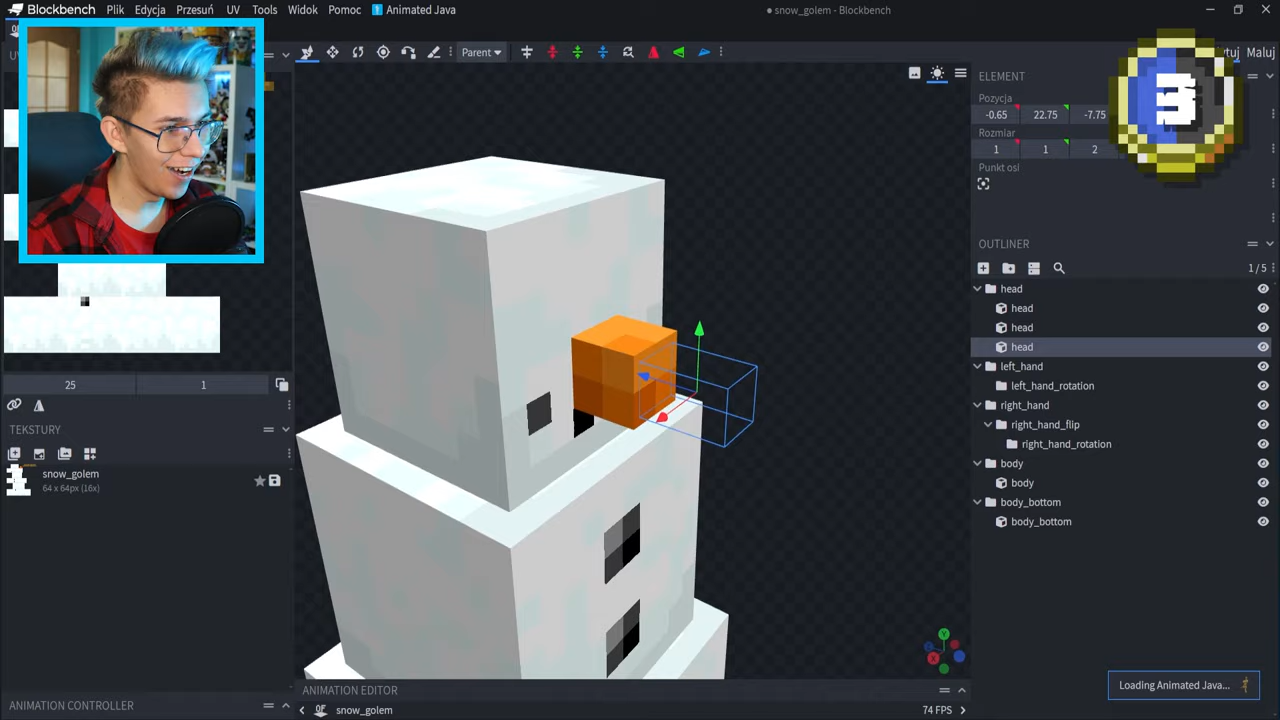 Blockbench Plik Edycja Przesuń UV Tools Widok Pomoc Animated Java
snow_golem - Blockbench
Parent
Maluj
ELEMENT
Pozycja
-0.65 22.75 -7.75
Rozmiar
1 1 2
Punkt osi
3
OUTLINER
1/5
head
head
head
head
left_hand
left_hand_rotation
right_hand
right_hand_flip
right_hand_rotation
body
body
body_bottom
body_bottom
25 1
TEKSTURY
snow_golem
64 x 64px (16x)
ANIMATION CONTROLLER
ANIMATION EDITOR
snow_golem
74 FPS
Loading Animated Java...